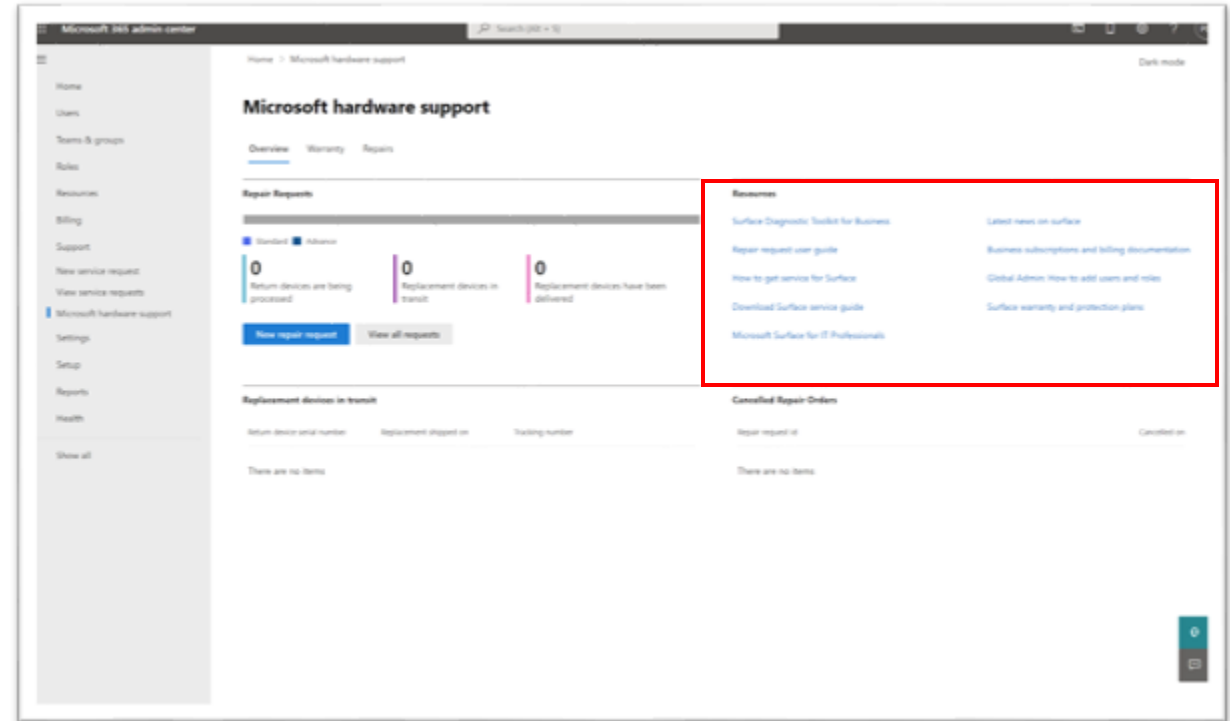 Microsoft 365 admin center
Search (Alt + S)
?
Home > Microsoft hardware support
Dark mode
Home
Users
Teams & groups
Roles
Resources
Billing
Support
New service request
View service requests
Microsoft hardware support
Settings
Setup
Reports
Health
Show all
Microsoft hardware support
Overview Warranty Repairs
Repair Requests
Standard Advance
0
Return devices are being
processed
0
Replacement devices in
transit
0
Replacement devices have been
delivered
New repair request View all requests
Resources
Surface Diagnostic Toolkit for Business
Repair request user guide
How to get service for Surface
Download Surface service guide
Microsoft Surface for IT Professionals
Latest news on surface
Business subscriptions and billing documentation
Global Admin: How to add users and roles
Surface warranty and protection plans
Replacement devices in transit
Return device serial number Replacement shipped on Tracking number
There are no items
Cancelled Repair Orders
Repair request id Cancelled on
There are no items